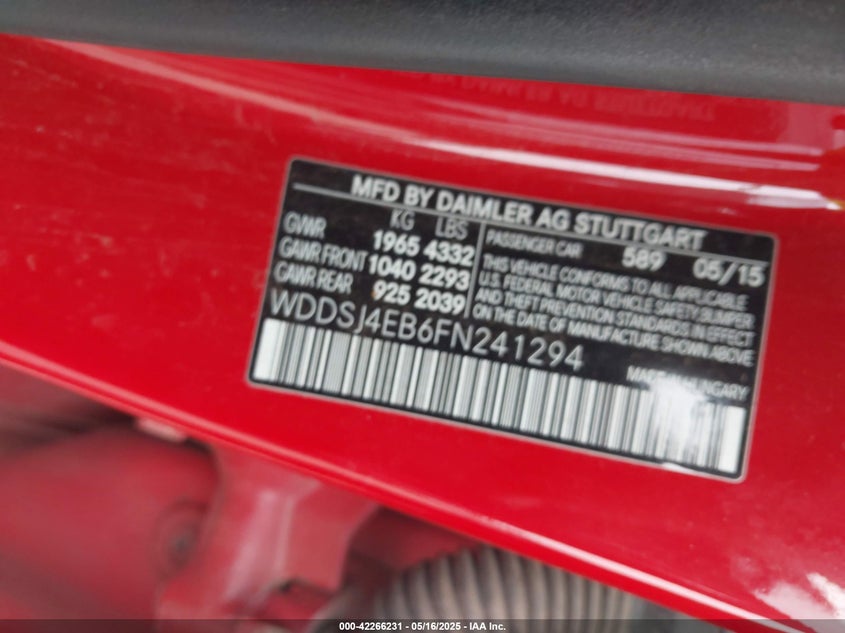 MFD BY DAIMLER AG STUTTGART
KG LBS
GVWR 1965 4332
GAWR FRONT 1040 2293
GAWR REAR 925 2039
PASSENGER CAR 589 05/15
THIS VEHICLE CONFORMS TO ALL APPLICABLE
U.S. FEDERAL MOTOR VEHICLE SAFETY BUMPER
AND THEFT PREVENTION STANDARDS IN EFFECT
ON THE DATE OF MANUFACTURE SHOWN ABOVE
WDDSJ4EB6FN241294
HUNGARY
000-42266231 - 05/16/2025 - IAA Inc.